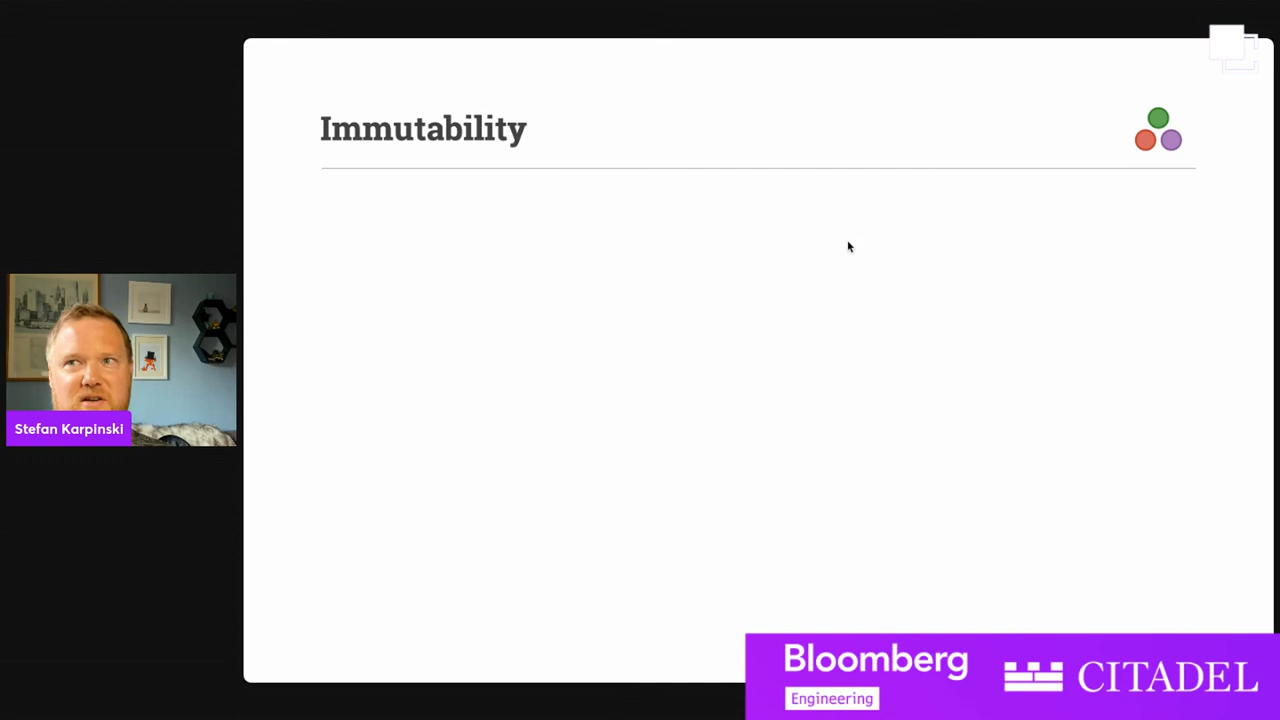 Immutability
Stefan Karpinski
Bloomberg
Engineering
CITADEL